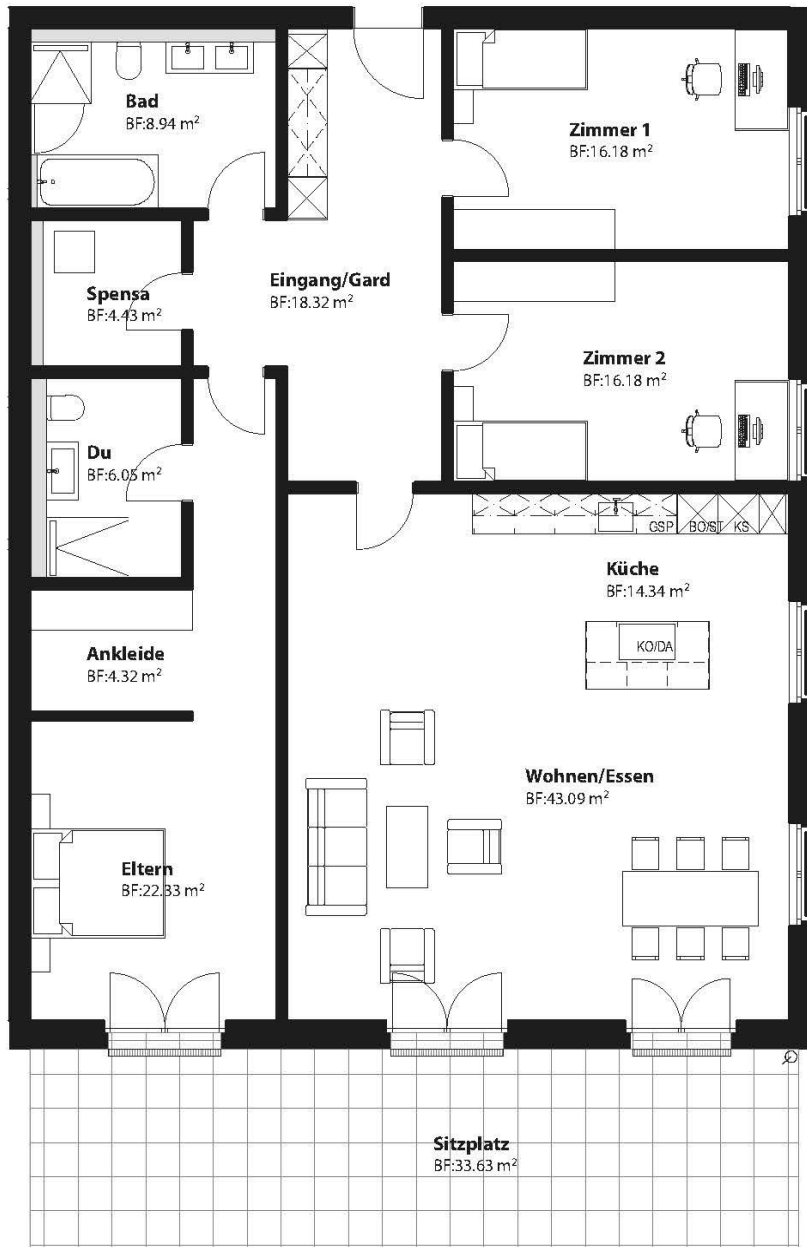 Bad
BF:8.94 m²
Zimmer 1
BF:16.18 m²
Spensa
BF:4.43 m²
Eingang/Gard
BF:18.32 m²
Zimmer 2
BF:16.18 m²
Du
BF:6.05 m²
GSP
BO/ST
KS
Küche
BF:14.34 m²
KO/DA
Ankleide
BF:4.32 m²
Wohnen/Essen
BF:43.09 m²
Eltern
BF:22.33 m²
Sitzplatz
BF:33.63 m²